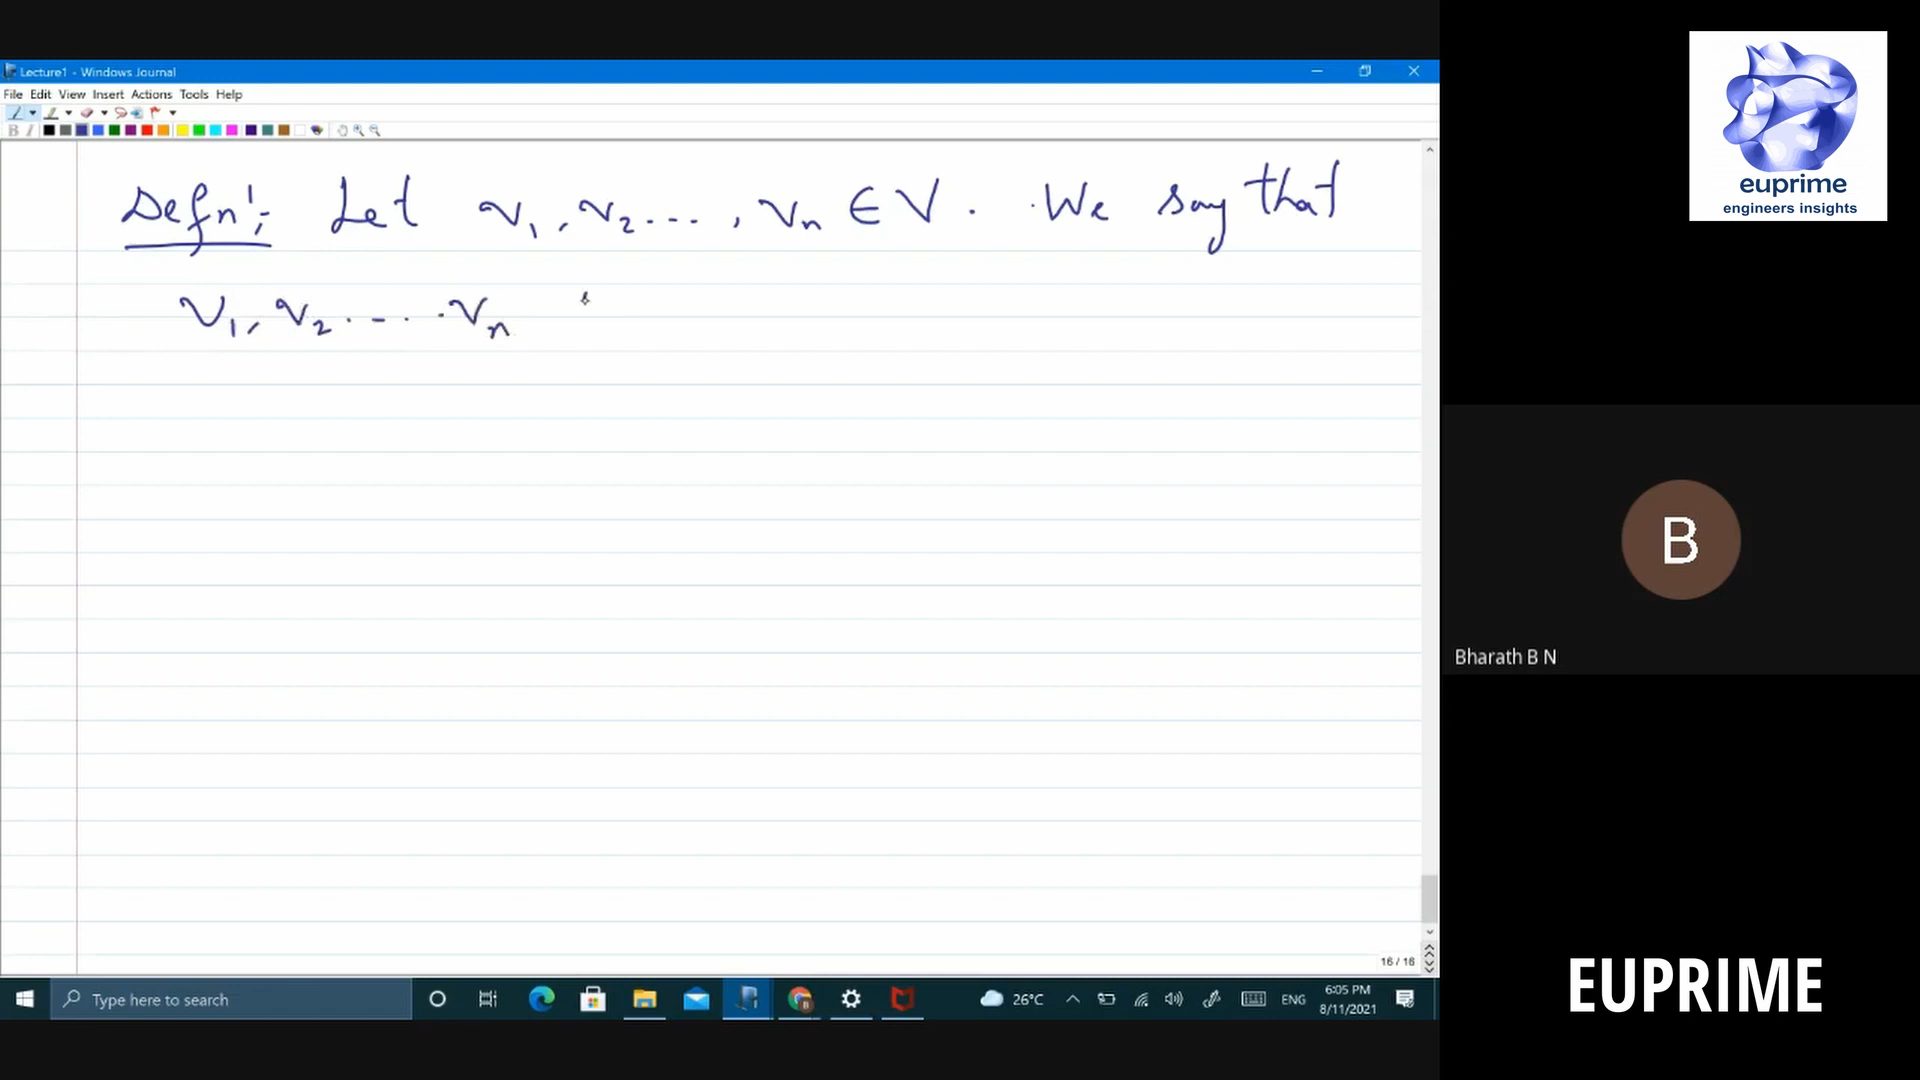 Lecture1 - Windows Journal
File Edit View Insert Actions Tools Help
B I
Defn': Let v1, v2..., vn ∈ V. We say that
v1, v2.....vn
16 / 16
Type here to search
26°C
ENG
6:05 PM
8/11/2021
euprime
engineers insights
B
Bharath B N
EUPRIME